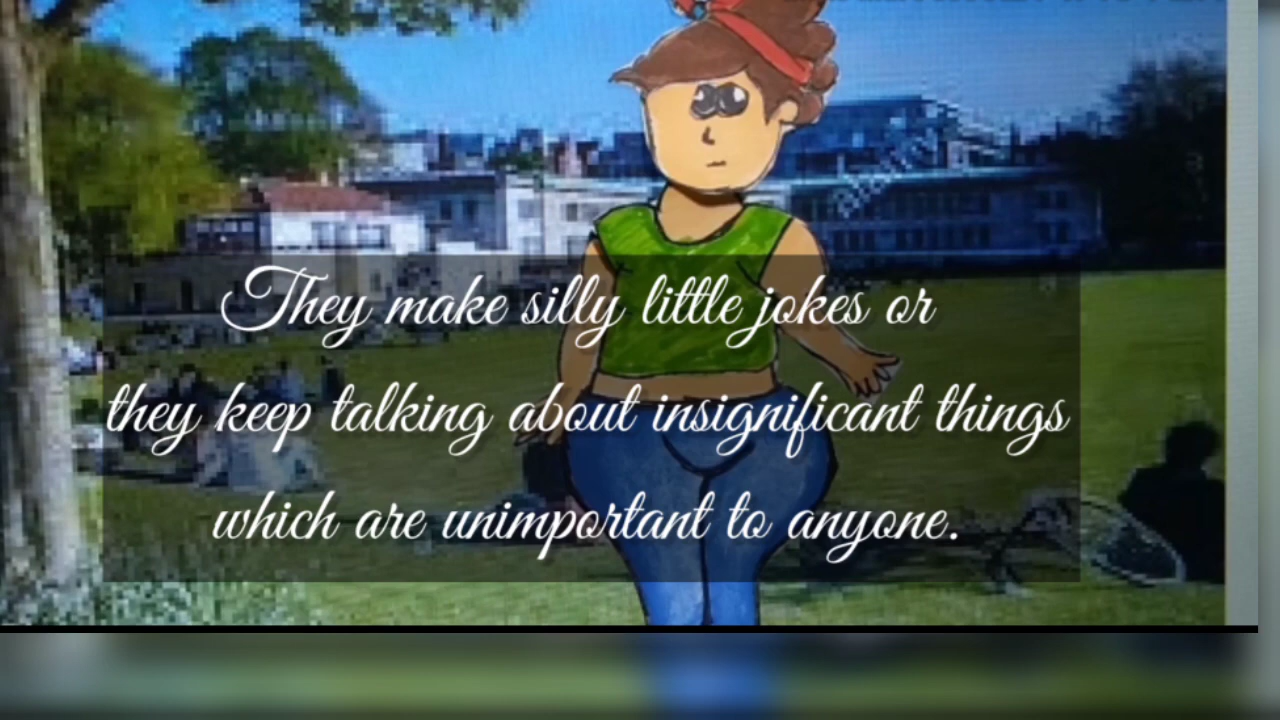 They make silly little jokes or
they keep talking about insignificant things
which are unimportant to anyone.